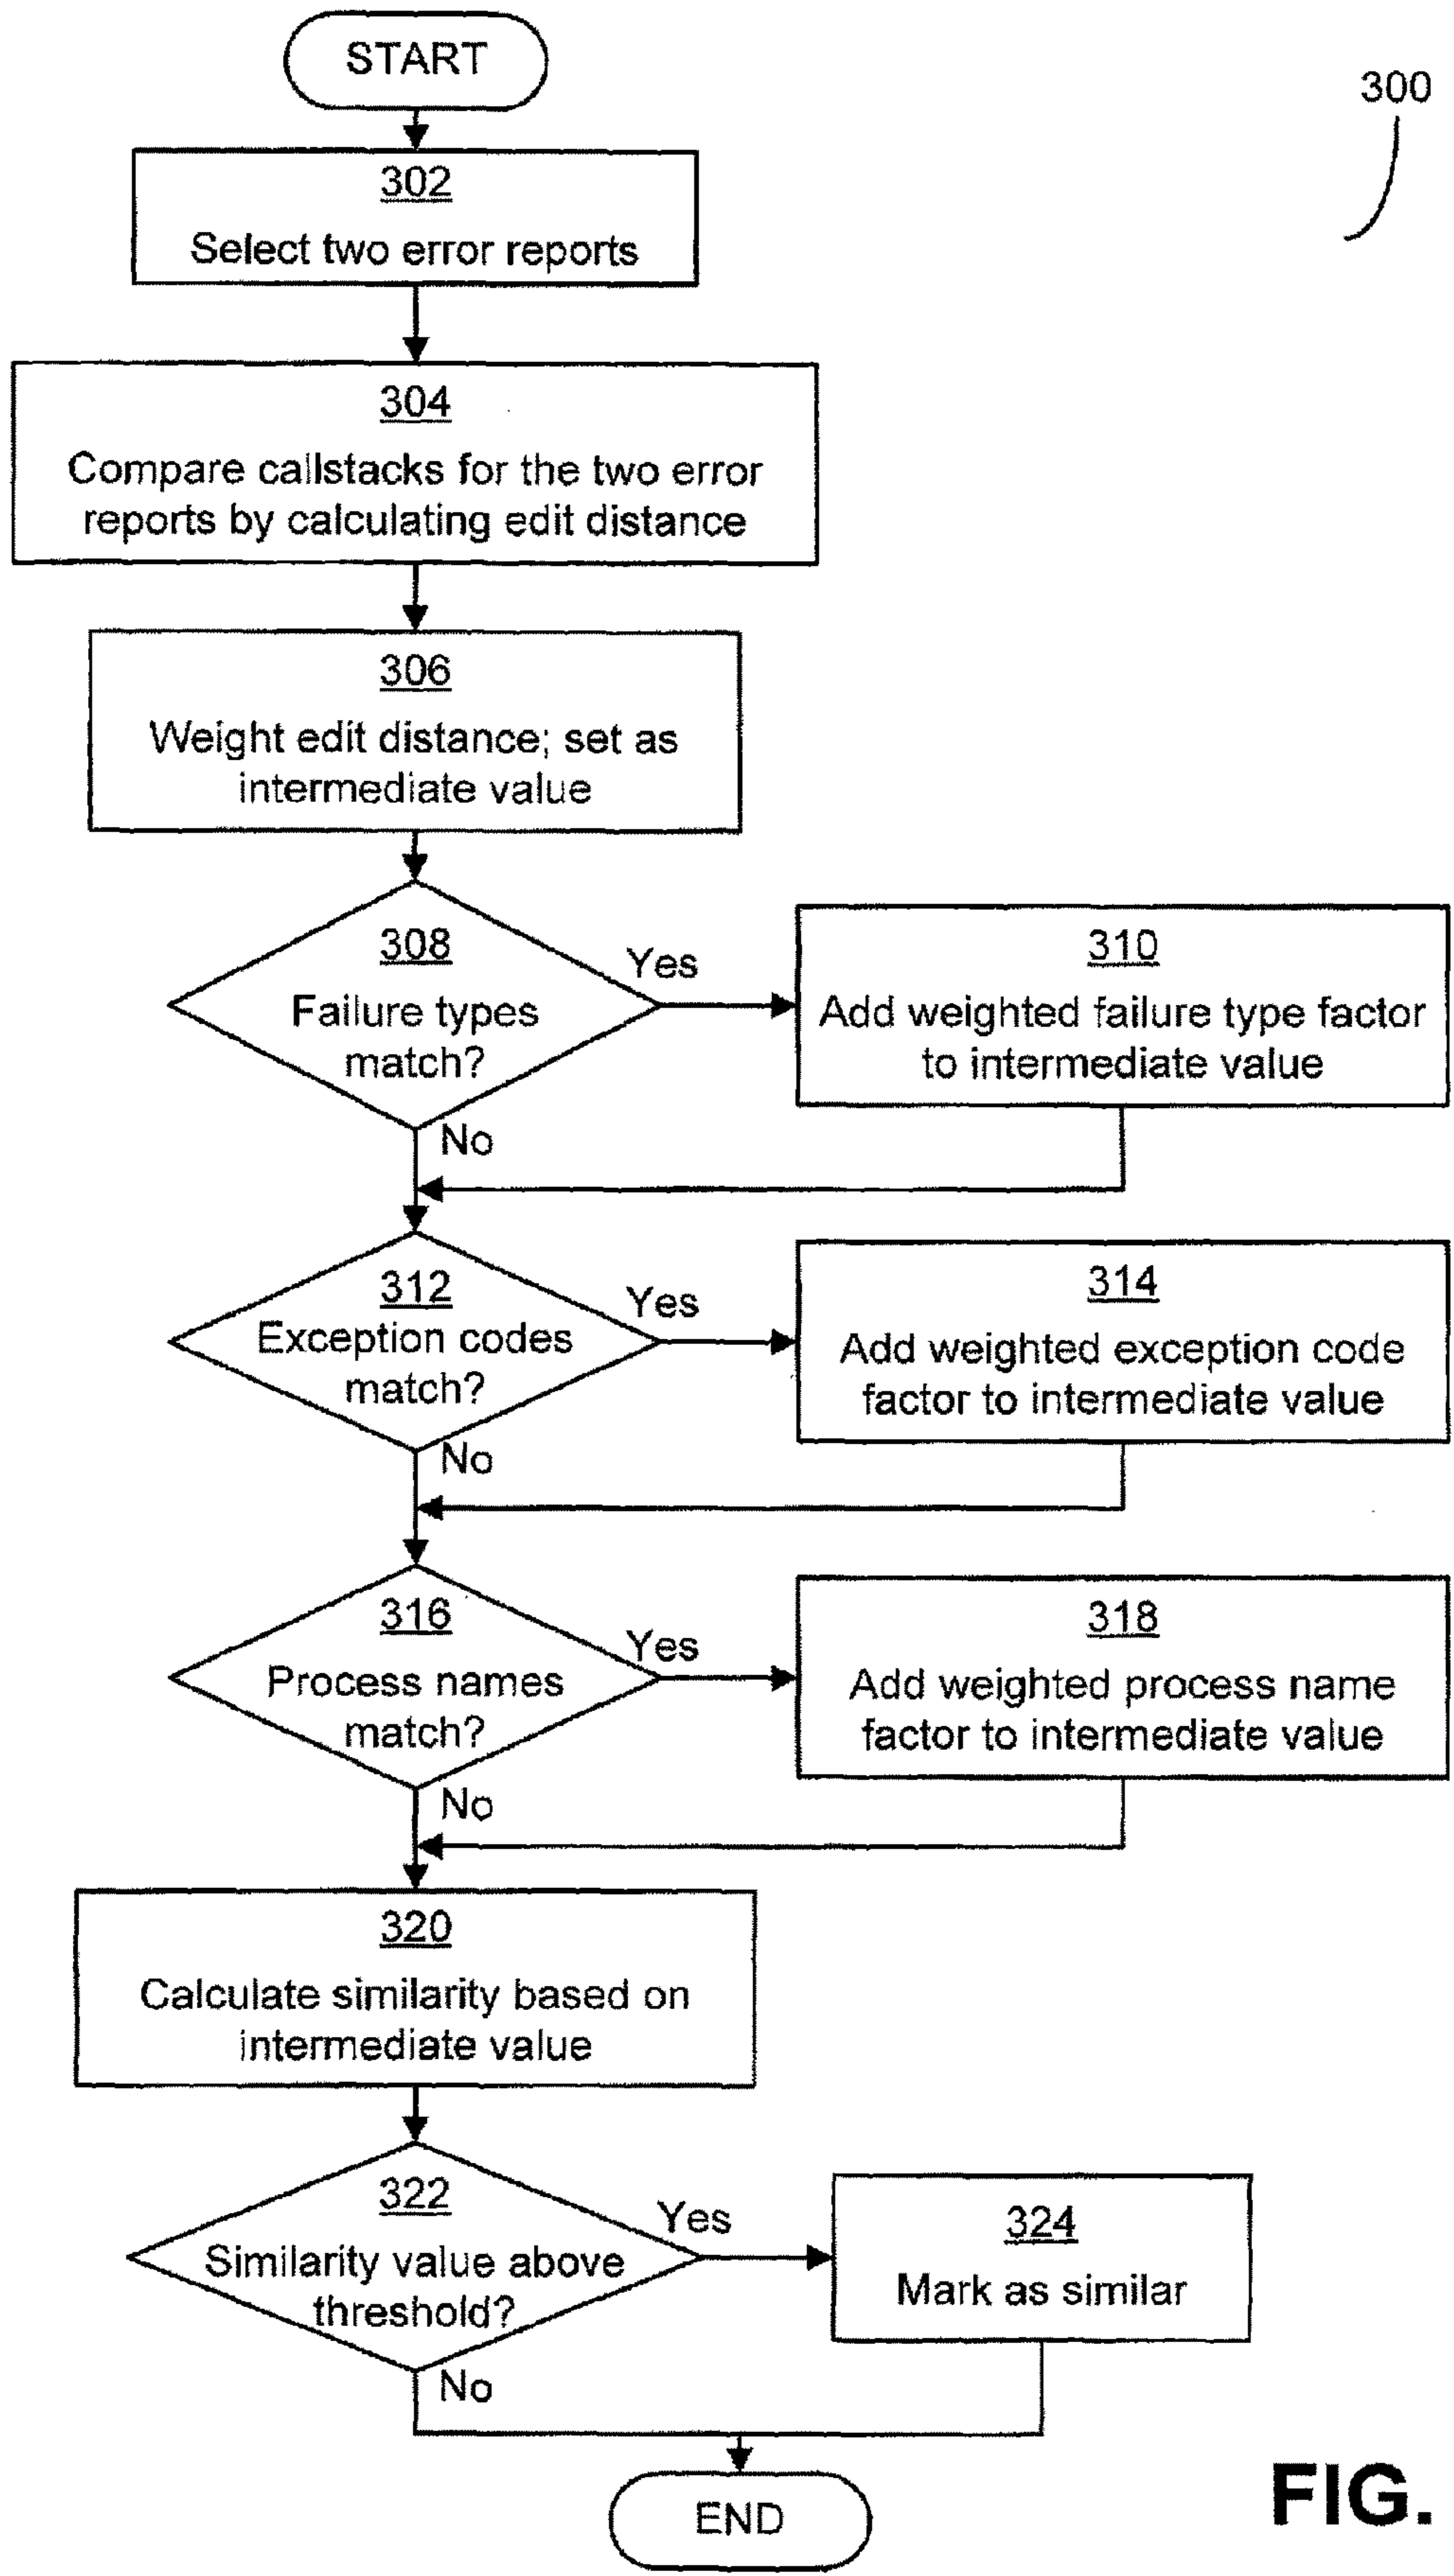 START
300
302
Select two error reports
304
Compare callstacks for the two error
reports by calculating edit distance
306
Weight edit distance; set as
intermediate value
308
Failure types
match?
Yes
310
Add weighted failure type factor
to intermediate value
No
312
Exception codes
match?
Yes
314
Add weighted exception code
factor to intermediate value
No
316
Process names
match?
Yes
318
Add weighted process name
factor to intermediate value
No
320
Calculate similarity based on
intermediate value
322
Similarity value above
threshold?
Yes
324
Mark as similar
No
END
FIG.